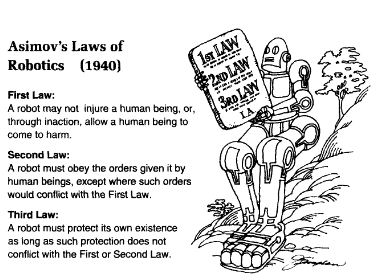 Asimov's Laws of
Robotics (1940)
First Law:
A robot may not injure a human being, or,
through inaction, allow a human being to
come to harm.
Second Law:
A robot must obey the orders given it by
human beings, except where such orders
would conflict with the First Law.
Third Law:
A robot must protect its own existence
as long as such protection does not
conflict with the First or Second Law.
1ST LAW
2ND LAW
3RD LAW
I.A.